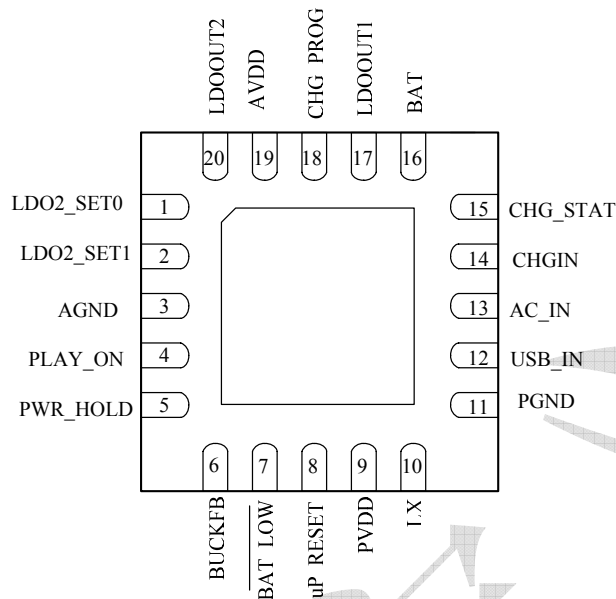 LDOOUT2
AVDD
CHG PROG
LDOOUT1
BAT
20
19
18
17
16
LDO2_SET0
1
15
CHG_STAT
LDO2_SET1
2
14
CHGIN
AGND
3
13
AC_IN
PLAY_ON
4
12
USB_IN
PWR_HOLD
5
11
PGND
6
7
8
9
10
BUCKFB
BAT LOW
uP RESET
PVDD
LX